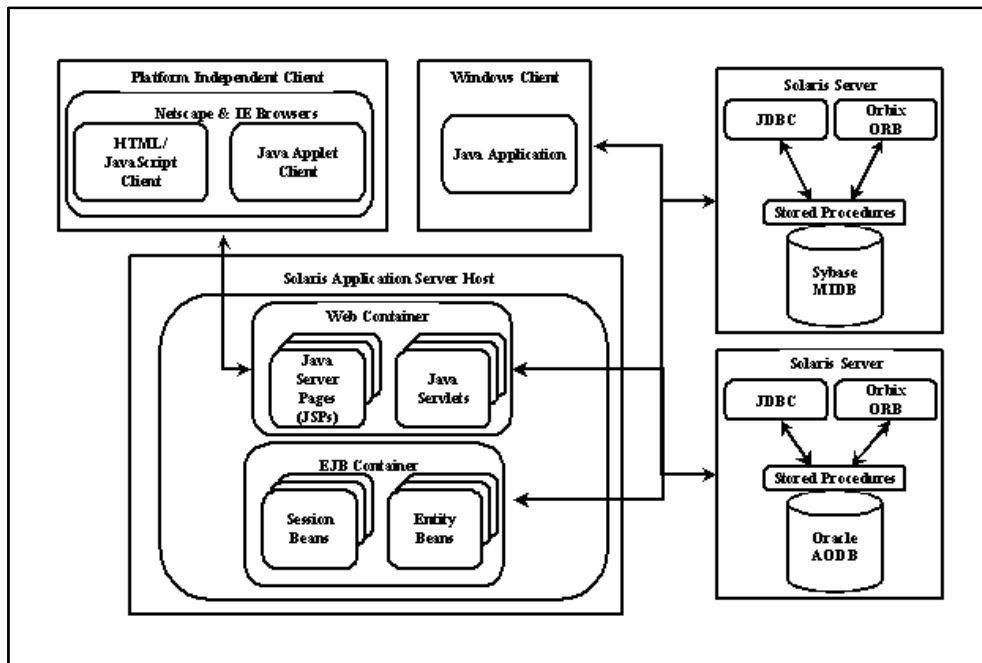 Platform Independent Client
Netscape & IE Browsers
HTML/
JavaScript
Client
Java Applet
Client
Windows Client
Java Application
Solaris Server
JDBC
Orbix
ORB
Stored Procedures
Sybase
MIDB
Solaris Application Server Host
Web Container
Java
Server
Pages
(JSPs)
Java
Servlets
EJB Container
Session
Beans
Entity
Beans
Solaris Server
JDBC
Orbix
ORB
Stored Procedures
Oracle
AODB